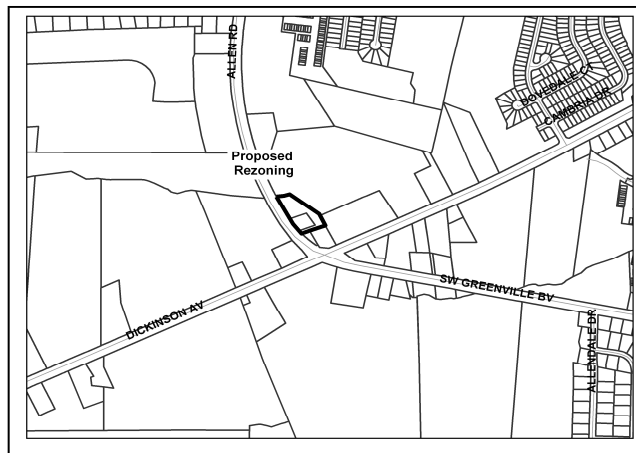 ALLEN RD
DOVEDALE CT
CAMBRIA DR
Proposed
Rezoning
SW GREENVILLE BV
DICKINSON AV
ALLENDALE DR